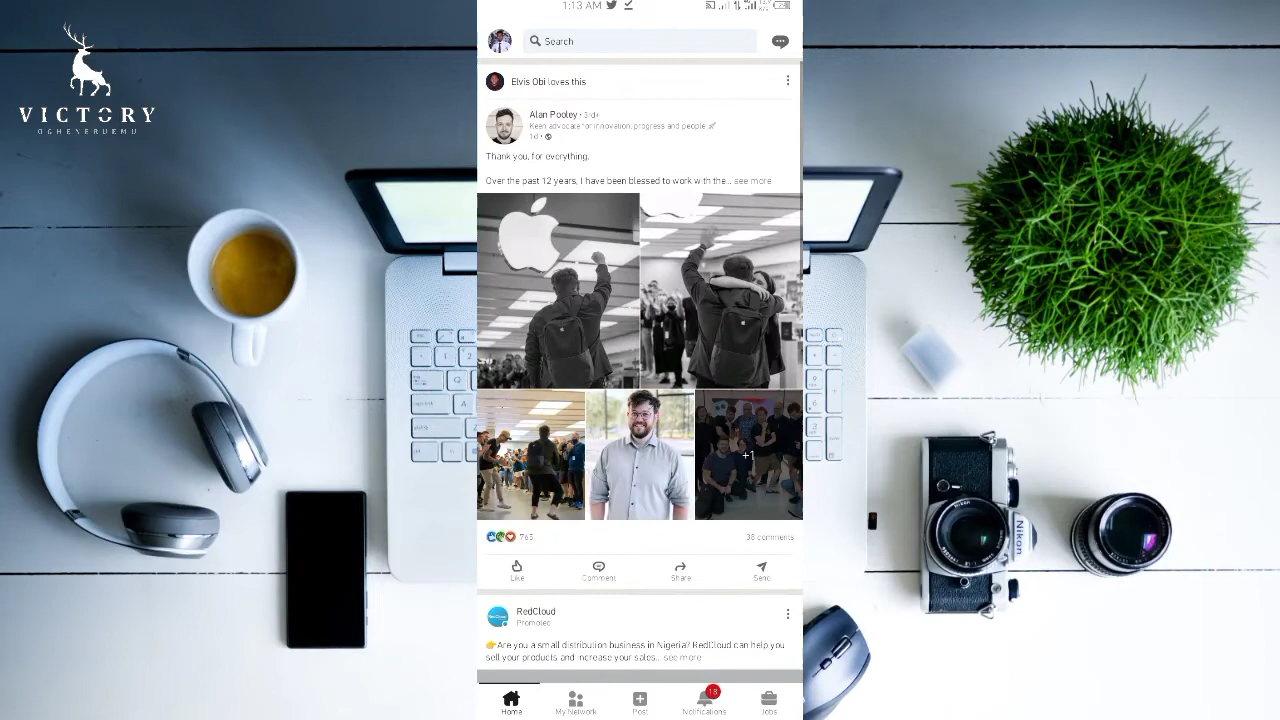 VICTORY
OGHENERUEMU
1:13 AM
Search
Elvis Obi loves this
Alan Pooley • 3rd+
Keen advocate for innovation, progress and people
1d •
Thank you, for everything.
Over the past 12 years, I have been blessed to work with the... see more
+1
765
38 comments
Like
Comment
Share
Send
RedCloud
Promoted
👉Are you a small distribution business in Nigeria? RedCloud can help you
sell your products and increase your sales... see more
Home
My Network
Post
18
Notifications
Jobs
Nikon
Nikon